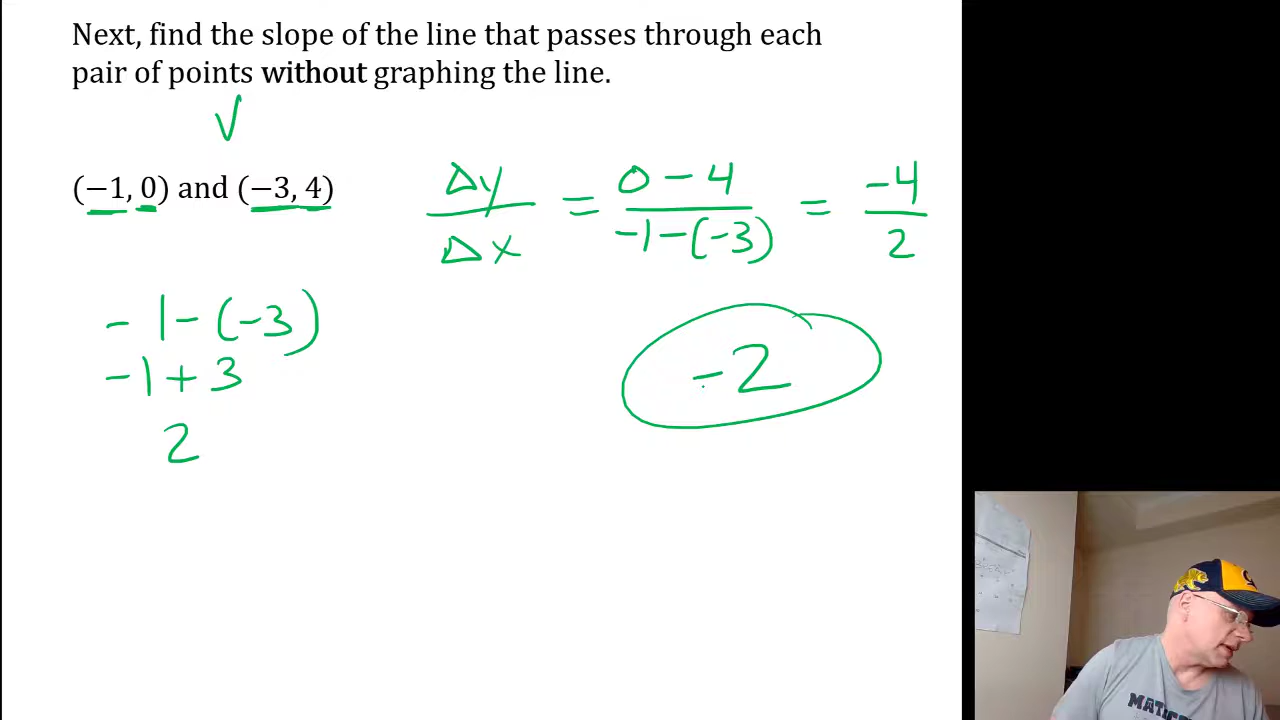 Next, find the slope of the line that passes through each
pair of points without graphing the line.
√
(−1, 0) and (−3, 4)
Δy/Δx = (0 − 4)/(-1 − (-3)) = -4/2
- 1 - (-3)
-1 + 3
2
-2